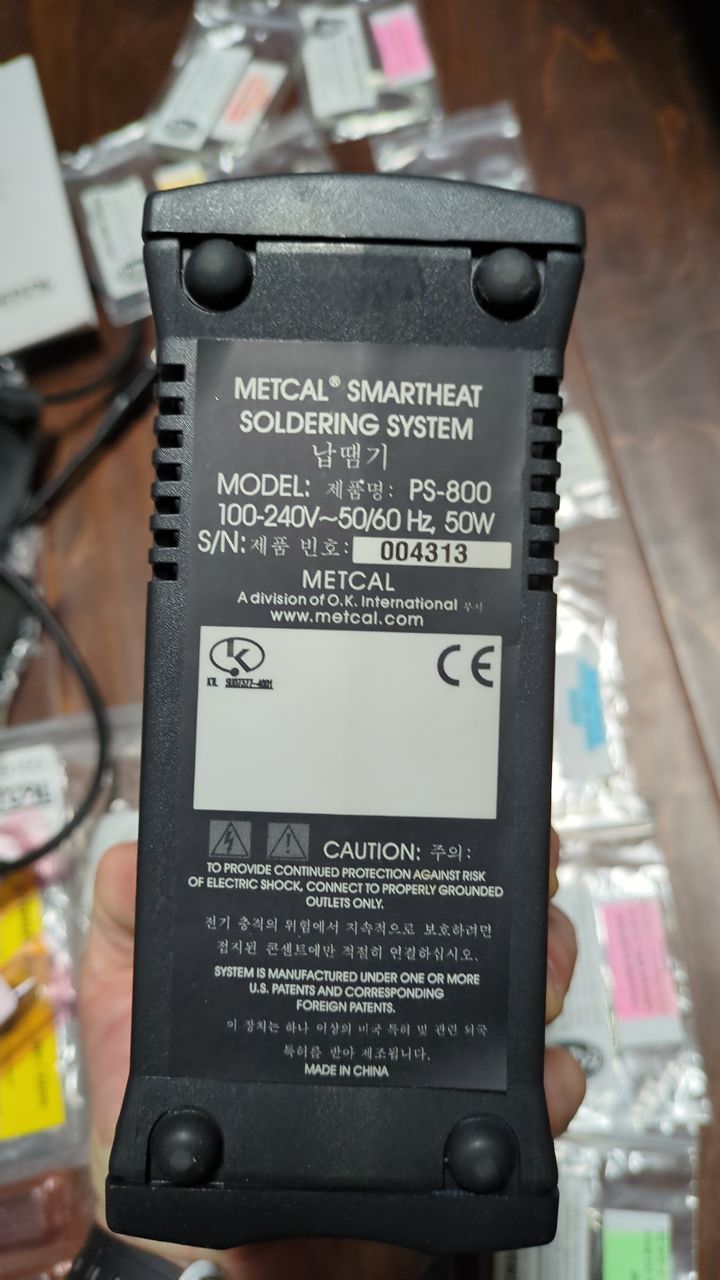 METCAL® SMARTHEAT
SOLDERING SYSTEM
납땜기
MODEL: 제품명: PS-800
100-240V~50/60 Hz, 50W
S/N: 제품 번호: 004313
METCAL
A division of O.K. International 부서
www.metcal.com
K
CE
KTL SU07377-4001
CAUTION: 주의:
TO PROVIDE CONTINUED PROTECTION AGAINST RISK
OF ELECTRIC SHOCK, CONNECT TO PROPERLY GROUNDED
OUTLETS ONLY.
전기 충격의 위험에서 지속적으로 보호하려면
접지된 콘센트에만 적절히 연결하십시오.
SYSTEM IS MANUFACTURED UNDER ONE OR MORE
U.S. PATENTS AND CORRESPONDING
FOREIGN PATENTS.
이 장치는 하나 이상의 미국 특허 및 관련 외국
특허를 받아 제조됩니다.
MADE IN CHINA